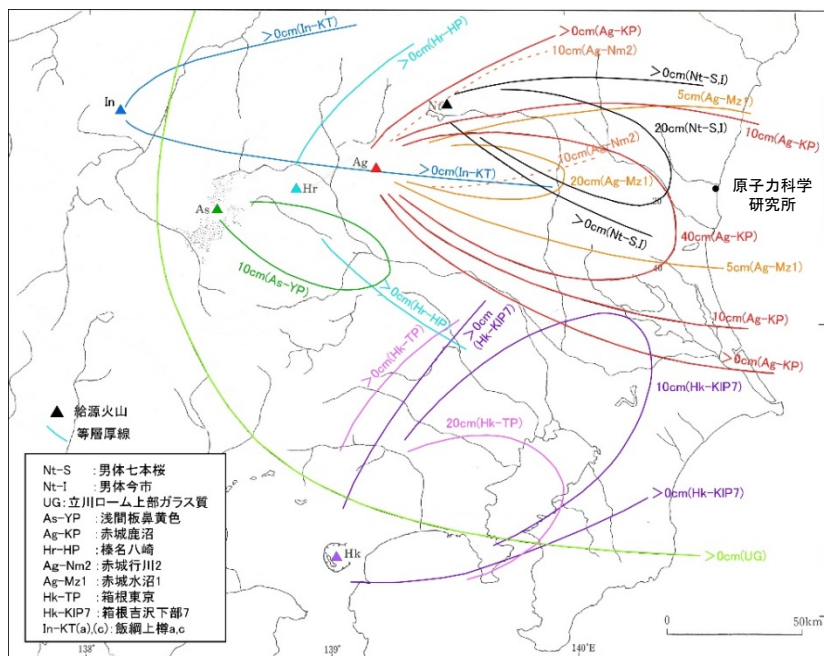 >0cm(In-KT)
>0cm(Hr-HP)
>0cm(Ag-KP)
10cm(Ag-Nm2)
>0cm(Nt-S,I)
5cm(Ag-Mz1)
10cm(Ag-KP)
In
Nt
20cm(Nt-S,I)
10cm(Ag-Nm2)
Ag
>0cm(In-KT)
20cm(Ag-Mz1)
原子力科学
研究所
Hr
As
20
>0cm(Nt-S,I)
40cm(Ag-KP)
10cm(As-YP)
40
5cm(Ag-Mz1)
>0cm(Hr-HP)
>0cm
(Hk-KIP7)
10cm(Ag-KP)
>0cm(Hk-TP)
>0cm(Ag-KP)
10cm(Hk-KIP7)
給源火山
等層厚線
20cm(Hk-TP)
Nt-S :男体七本桜
Nt-I :男体今市
UG:立川ローム上部ガラス質
As-YP :浅間板鼻黄色
Ag-KP :赤城鹿沼
Hr-HP :榛名八崎
Ag-Nm2:赤城行川2
Ag-Mz1:赤城水沼1
Hk-TP :箱根東京
Hk-KIP7:箱根吉沢下部7
In-KT(a),(c):飯綱上樽a,c
>0cm(Hk-KIP7)
Hk
>0cm(UG)
0 50km
138°
139°
140°E